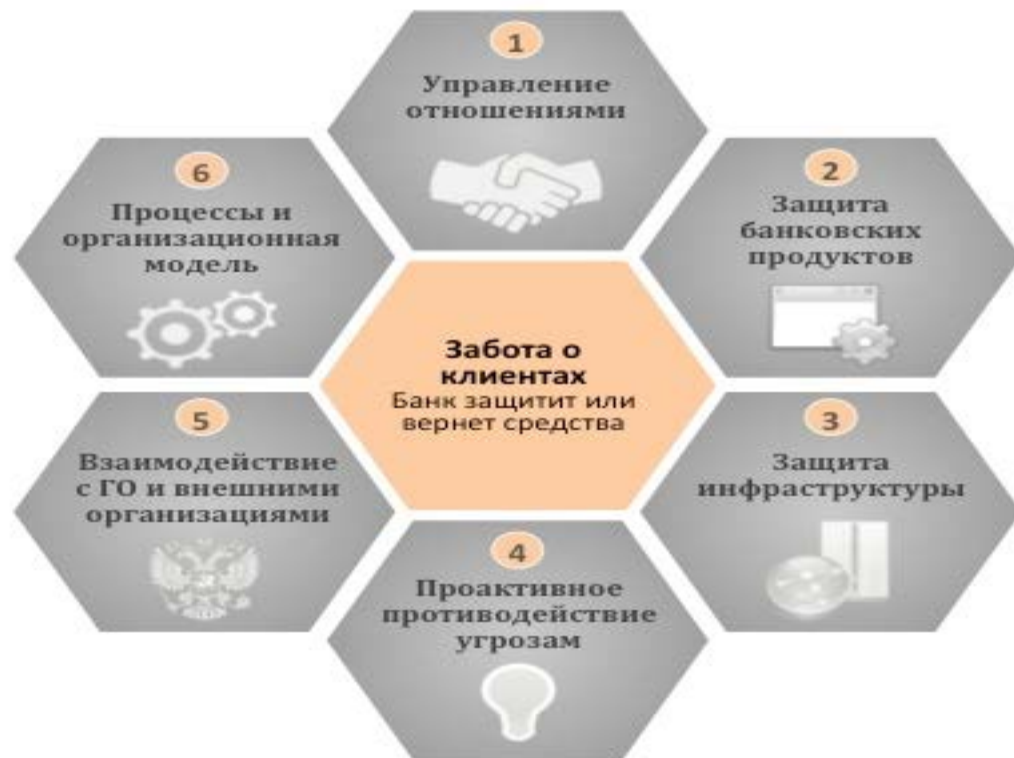 1
Управление
отношениями
2
Защита
банковских
продуктов
3
Защита
инфраструктуры
4
Проактивное
противодействие
угрозам
5
Взаимодействие
с ГО и внешними
организациями
6
Процессы и
организационная
модель
Забота о
клиентах
Банк защитит или
вернет средства